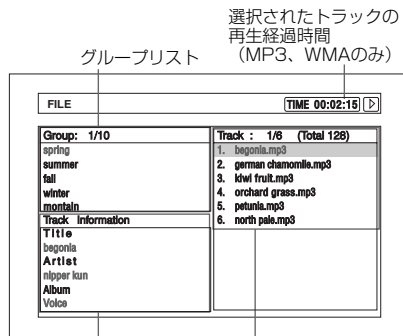 選択されたトラックの
再生経過時間
（MP3、WMAのみ）
グループリスト
FILE
TIME 00:02:15
Group: 1/10
spring
summer
fall
winter
montain
Track Information
Title
begonia
Artist
nipper kun
Album
Voice
Track : 1/6 (Total 128)
1. begonia.mp3
2. german chamomile.mp3
3. kiwi fruit.mp3
4. orchard grass.mp3
5. petunia.mp3
6. north pale.mp3